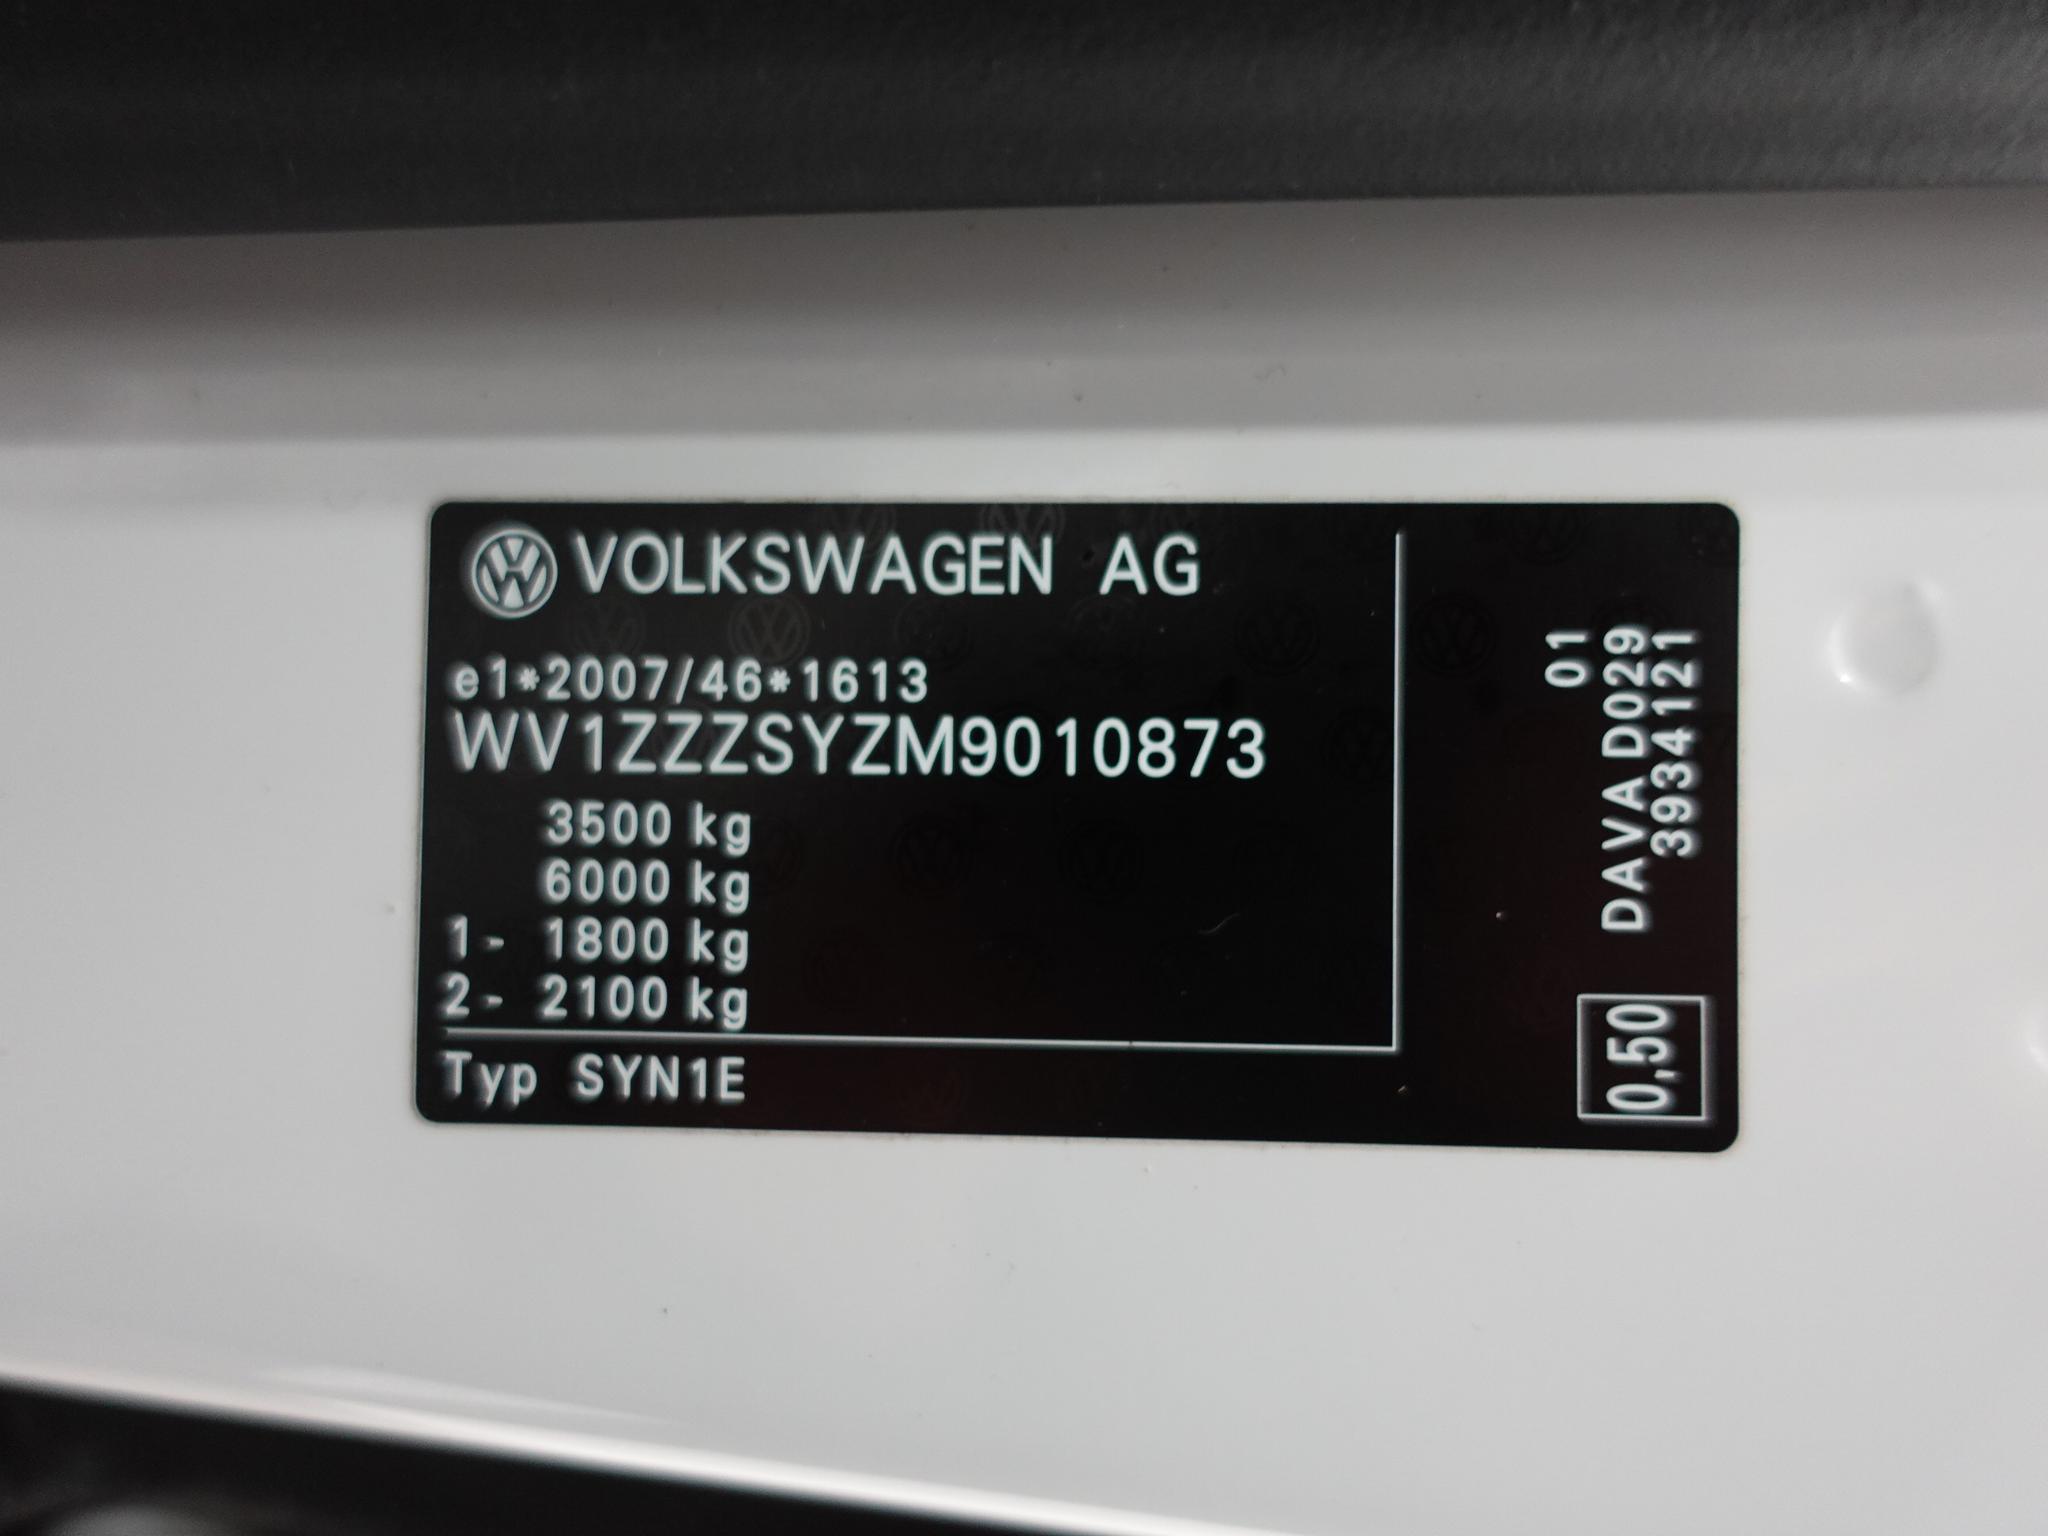 VOLKSWAGEN AG
e1*2007/46*1613
WV1ZZZSYZM9010873
3500 kg
6000 kg
1- 1800 kg
2- 2100 kg
Typ SYN1E
01
DAVA D029
3934121
0,50